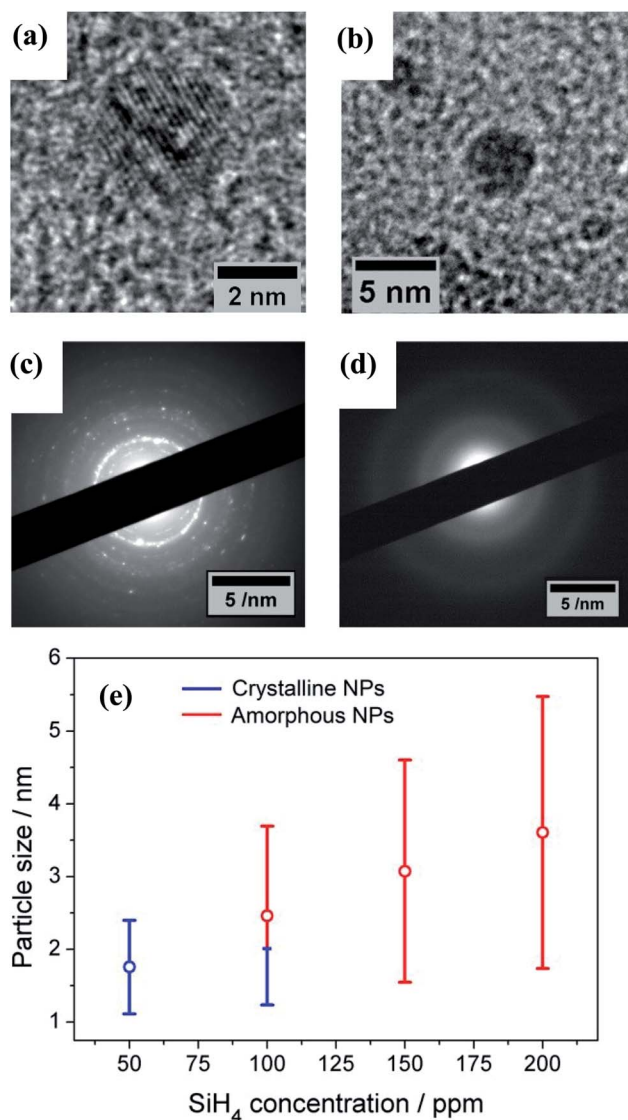 (a)
(b)
2 nm
5 nm
(c)
(d)
5 /nm
5 /nm
(e)
Crystalline NPs
Amorphous NPs
6
5
4
3
2
1
Particle size / nm
50 75 100 125 150 175 200
SiH₄ concentration / ppm